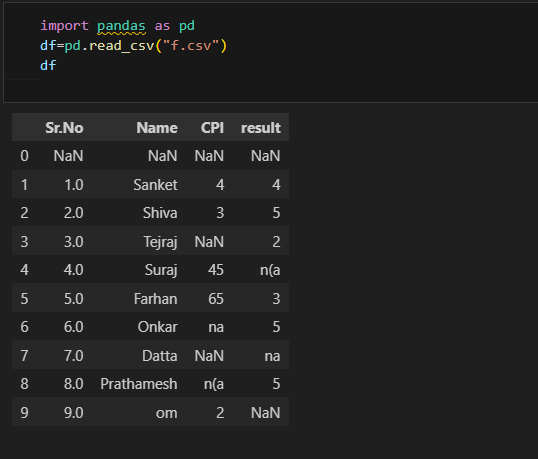 import pandas as pd
df=pd.read_csv("f.csv")
df
Sr.No Name CPI result
0 NaN NaN NaN NaN
1 1.0 Sanket 4 4
2 2.0 Shiva 3 5
3 3.0 Tejraj NaN 2
4 4.0 Suraj 45 n(a
5 5.0 Farhan 65 3
6 6.0 Onkar na 5
7 7.0 Datta NaN na
8 8.0 Prathamesh n(a 5
9 9.0 om 2 NaN